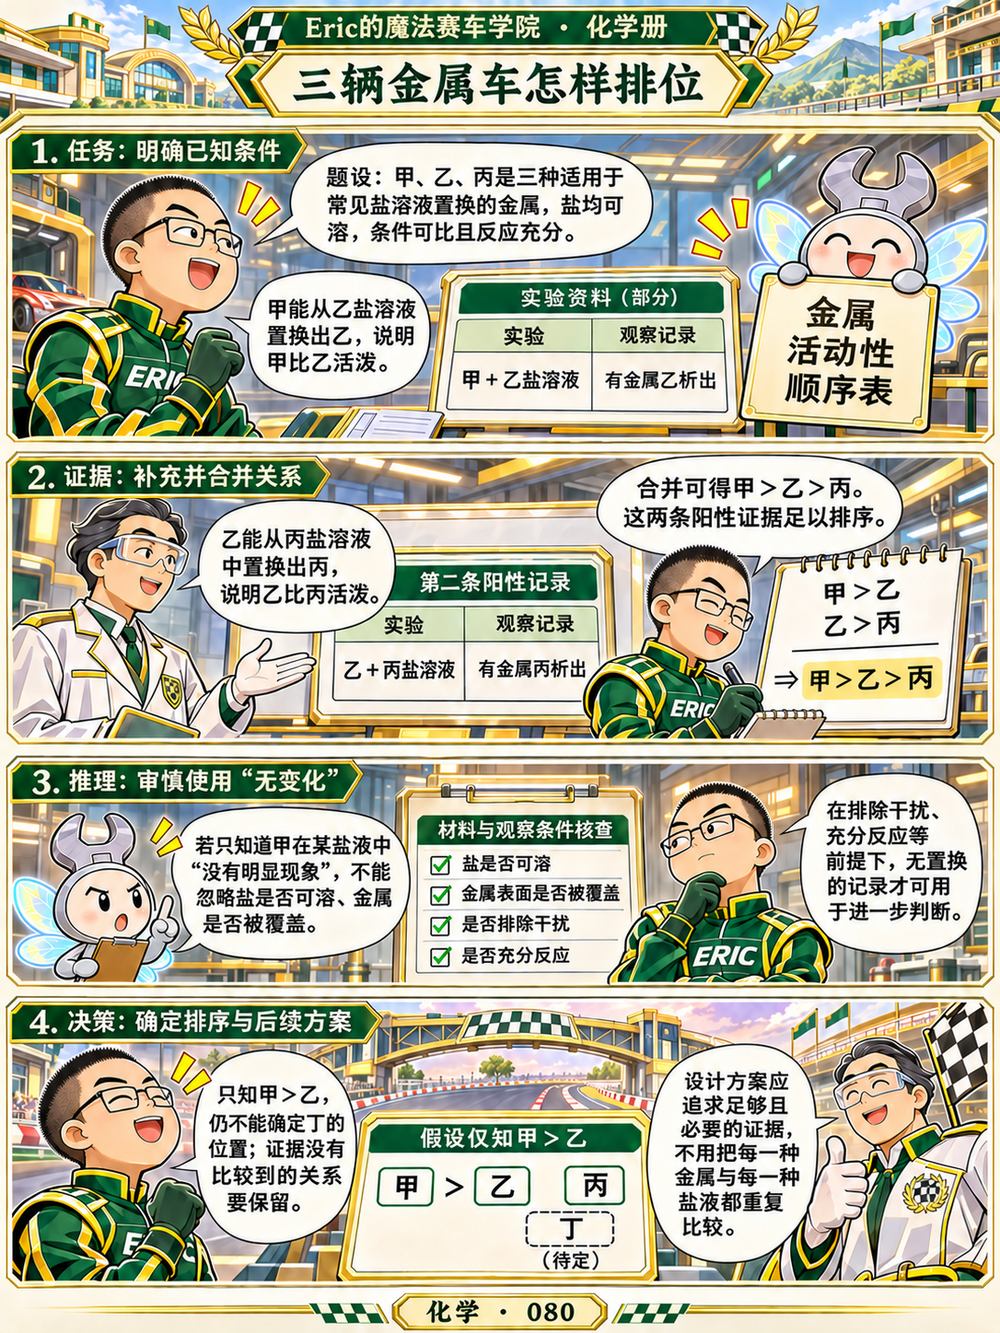 Eric的魔法赛车学院 · 化学册
三辆金属车怎样排位
1. 任务：明确已知条件
题设：甲、乙、丙是三种适用于
常见盐溶液置换的金属，盐均可
溶，条件可比且反应充分。
甲能从乙盐溶液
置换出乙，说明
甲比乙活泼。
ERIC
实验资料（部分）
实验 观察记录
甲＋乙盐溶液 有金属乙析出
金属
活动性
顺序表
2. 证据：补充并合并关系
乙能从丙盐溶液
中置换出丙，
说明乙比丙活泼。
第二条阳性记录
实验 观察记录
乙＋丙盐溶液 有金属丙析出
合并可得甲＞乙＞丙。
这两条阳性证据足以排序。
ERIC
甲＞乙
乙＞丙
⇒ 甲＞乙＞丙
3. 推理：审慎使用“无变化”
若只知道甲在某盐液中
“没有明显现象”，不能
忽略盐是否可溶、金属
是否被覆盖。
材料与观察条件核查
盐是否可溶
金属表面是否被覆盖
是否排除干扰
是否充分反应
ERIC
在排除干扰、
充分反应等
前提下，无置换
的记录才可用
于进一步判断。
4. 决策：确定排序与后续方案
只知甲＞乙，
仍不能确定丁的
位置；证据没有
比较到的关系
要保留。
ERIC
假设仅知甲＞乙
甲 ＞ 乙 丙
丁
（待定）
设计方案应
追求足够且
必要的证据，
不用把每一种
金属与每一种
盐液都重复
比较。
化学 · 080